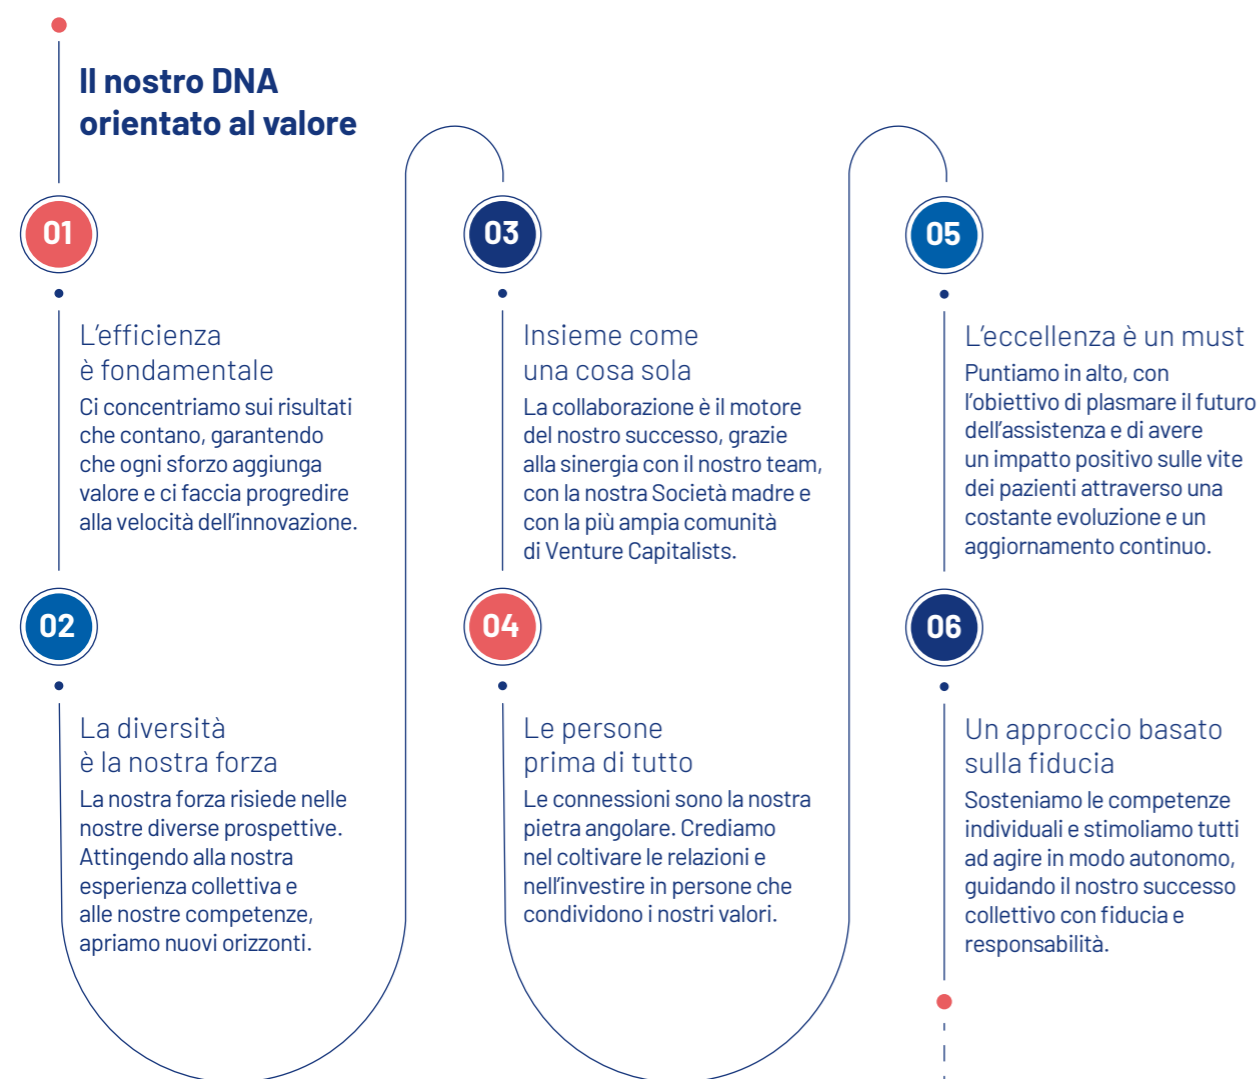 Il nostro DNA
orientato al valore
01
L’efficienza
è fondamentale
Ci concentriamo sui risultati
che contano, garantendo
che ogni sforzo aggiunga
valore e ci faccia progredire
alla velocità dell’innovazione.
02
La diversità
è la nostra forza
La nostra forza risiede nelle
nostre diverse prospettive.
Attingendo alla nostra
esperienza collettiva e
alle nostre competenze,
apriamo nuovi orizzonti.
03
Insieme come
una cosa sola
La collaborazione è il motore
del nostro successo, grazie
alla sinergia con il nostro team,
con la nostra Società madre e
con la più ampia comunità
di Venture Capitalists.
04
Le persone
prima di tutto
Le connessioni sono la nostra
pietra angolare. Crediamo
nel coltivare le relazioni e
nell’investire in persone che
condividono i nostri valori.
05
L’eccellenza è un must
Puntiamo in alto, con
l’obiettivo di plasmare il futuro
dell’assistenza e di avere
un impatto positivo sulle vite
dei pazienti attraverso una
costante evoluzione e un
aggiornamento continuo.
06
Un approccio basato
sulla fiducia
Sosteniamo le competenze
individuali e stimoliamo tutti
ad agire in modo autonomo,
guidando il nostro successo
collettivo con fiducia e
responsabilità.